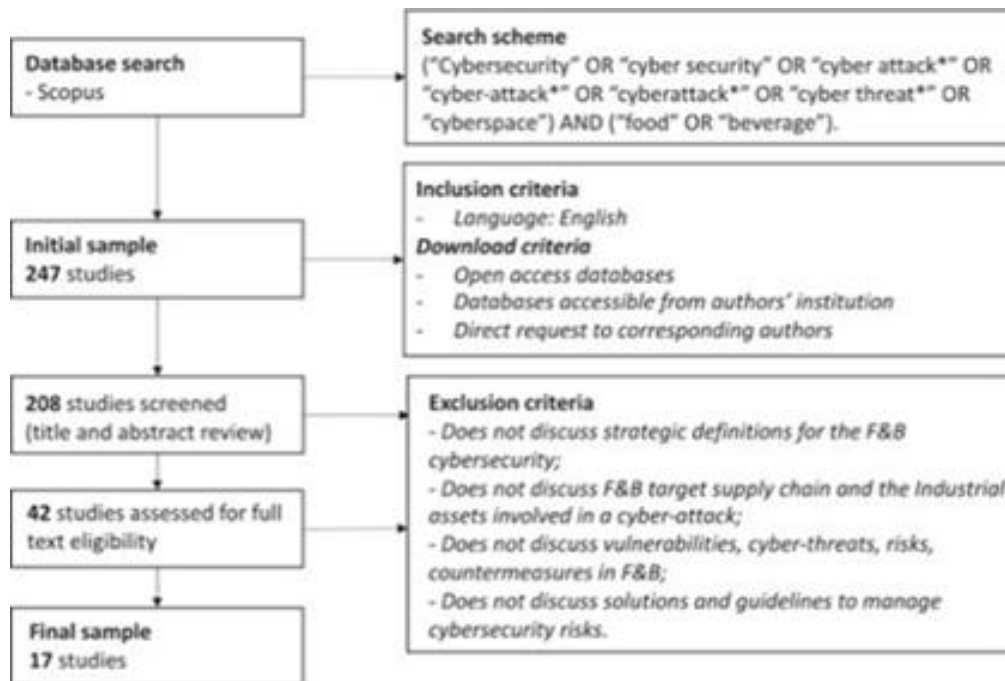 Database search
- Scopus
Search scheme
("Cybersecurity" OR "cyber security" OR "cyber attack*" OR
"cyber-attack*" OR "cyberattack*" OR "cyber threat*" OR
"cyberspace") AND ("food" OR "beverage").
Initial sample
247 studies
Inclusion criteria
- Language: English
Download criteria
- Open access databases
- Databases accessible from authors' institution
- Direct request to corresponding authors
208 studies screened
(title and abstract review)
42 studies assessed for full
text eligibility
Exclusion criteria
- Does not discuss strategic definitions for the F&B
cybersecurity;
- Does not discuss F&B target supply chain and the Industrial
assets involved in a cyber-attack;
- Does not discuss vulnerabilities, cyber-threats, risks,
countermeasures in F&B;
- Does not discuss solutions and guidelines to manage
cybersecurity risks.
Final sample
17 studies